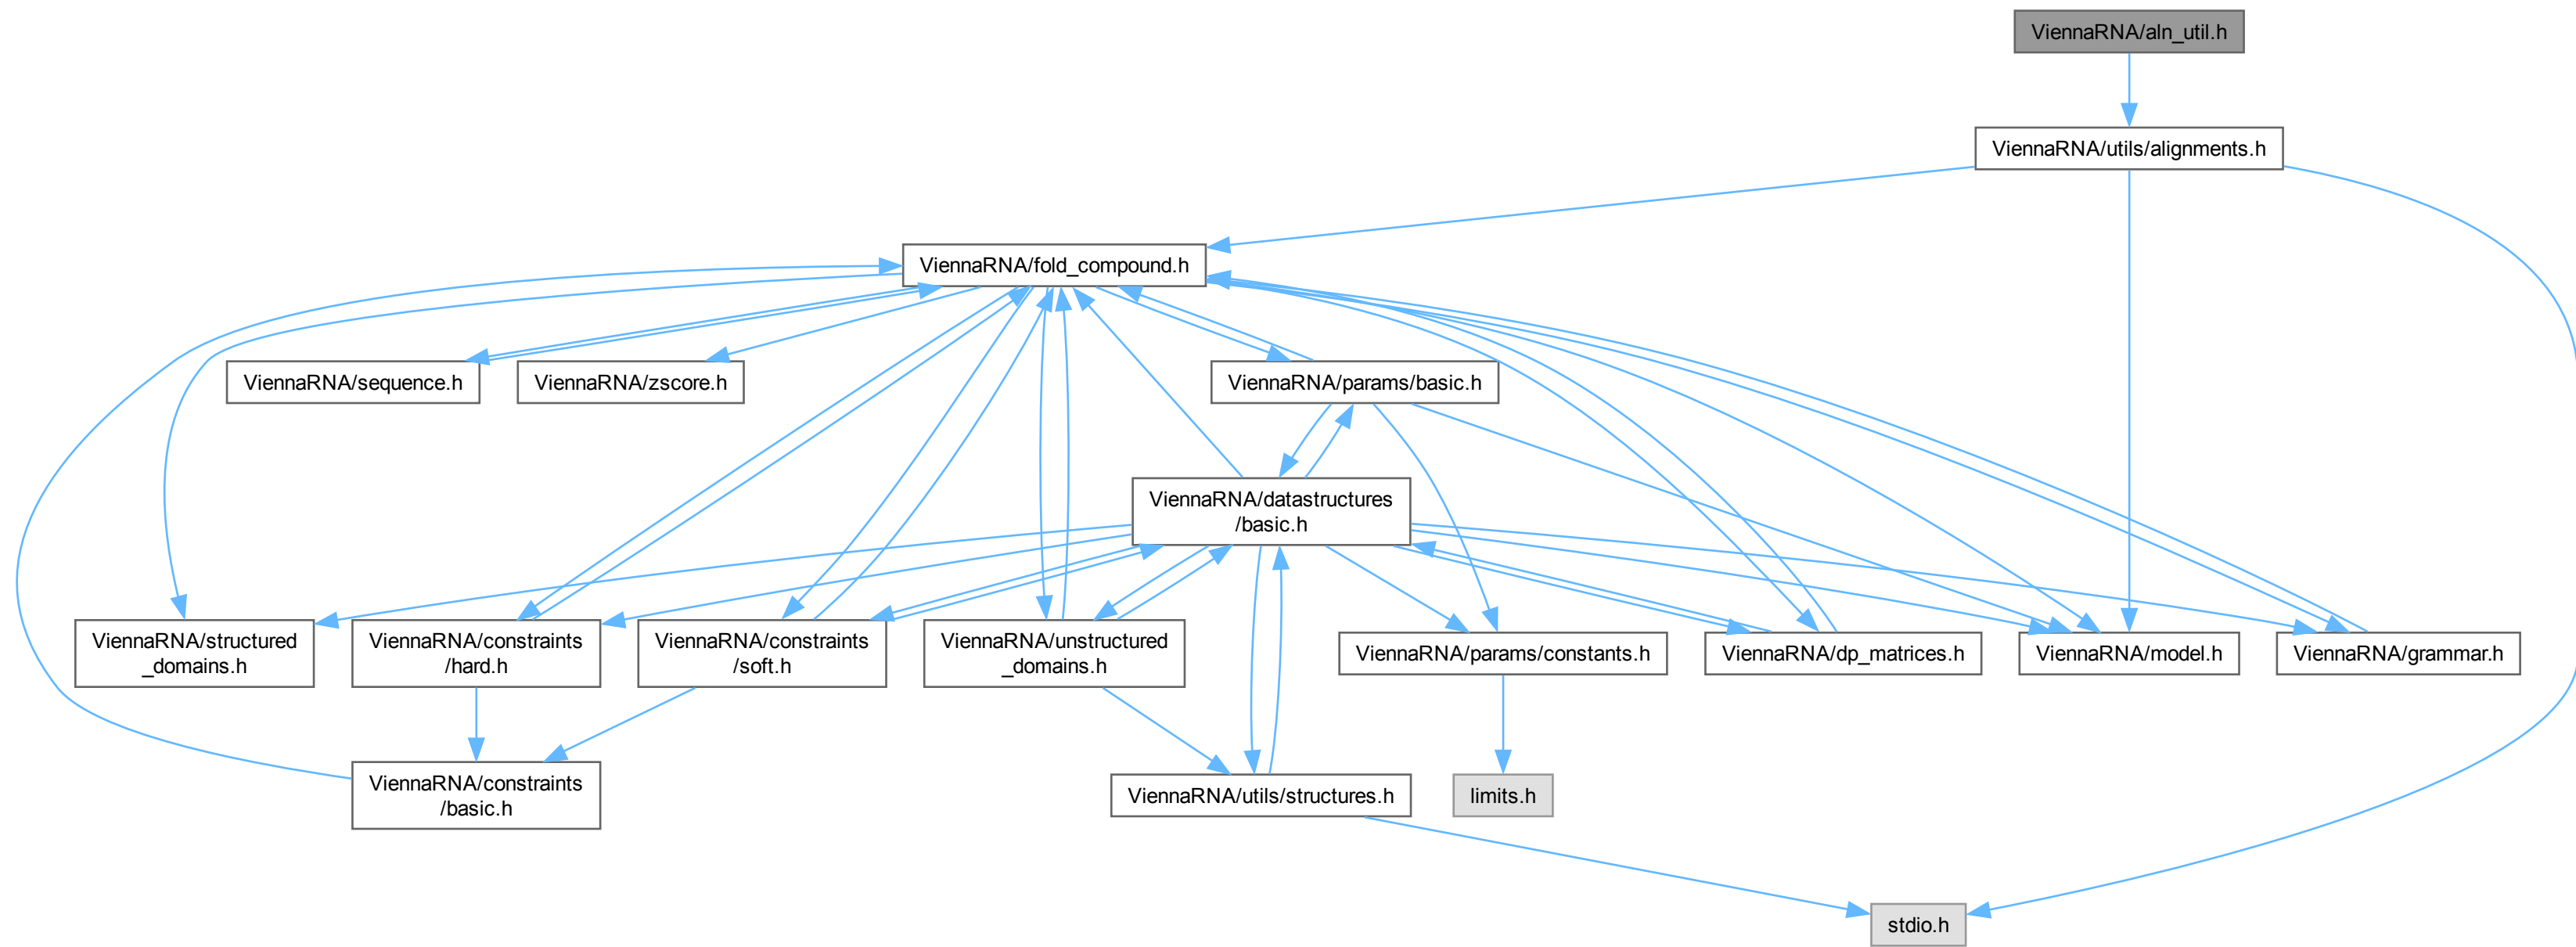 ViennaRNA/aln_util.h
ViennaRNA/utils/alignments.h
ViennaRNA/fold_compound.h
ViennaRNA/sequence.h
ViennaRNA/zscore.h
ViennaRNA/params/basic.h
ViennaRNA/datastructures
/basic.h
ViennaRNA/structured
_domains.h
ViennaRNA/constraints
/hard.h
ViennaRNA/constraints
/soft.h
ViennaRNA/unstructured
_domains.h
ViennaRNA/params/constants.h
ViennaRNA/dp_matrices.h
ViennaRNA/model.h
ViennaRNA/grammar.h
ViennaRNA/constraints
/basic.h
ViennaRNA/utils/structures.h
limits.h
stdio.h